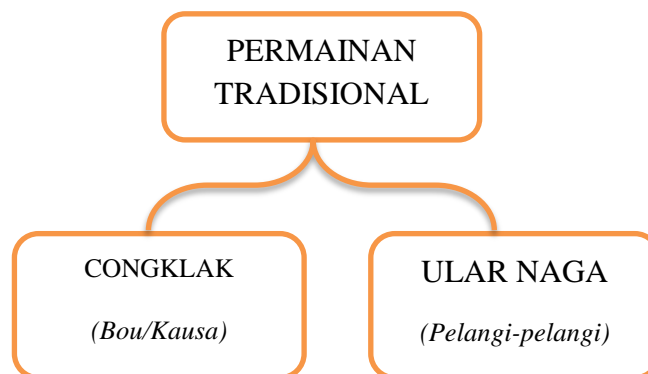 PERMAINAN
TRADISIONAL
CONGKLAK
(Bou/Kausa)
ULAR NAGA
(Pelangi-pelangi)